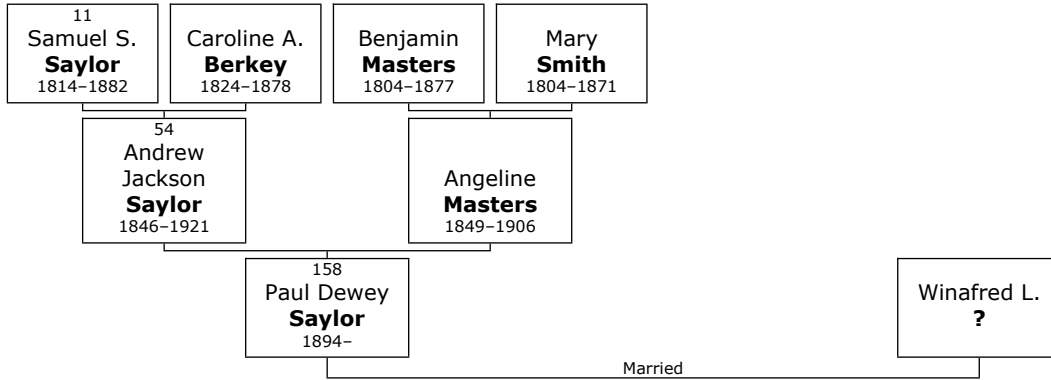 11
Samuel S.
Saylor
1814–1882
Caroline A.
Berkey
1824–1878
Benjamin
Masters
1804–1877
Mary
Smith
1804–1871
54
Andrew
Jackson
Saylor
1846–1921
Angeline
Masters
1849–1906
158
Paul Dewey
Saylor
1894–
Winafred L.
?
Married